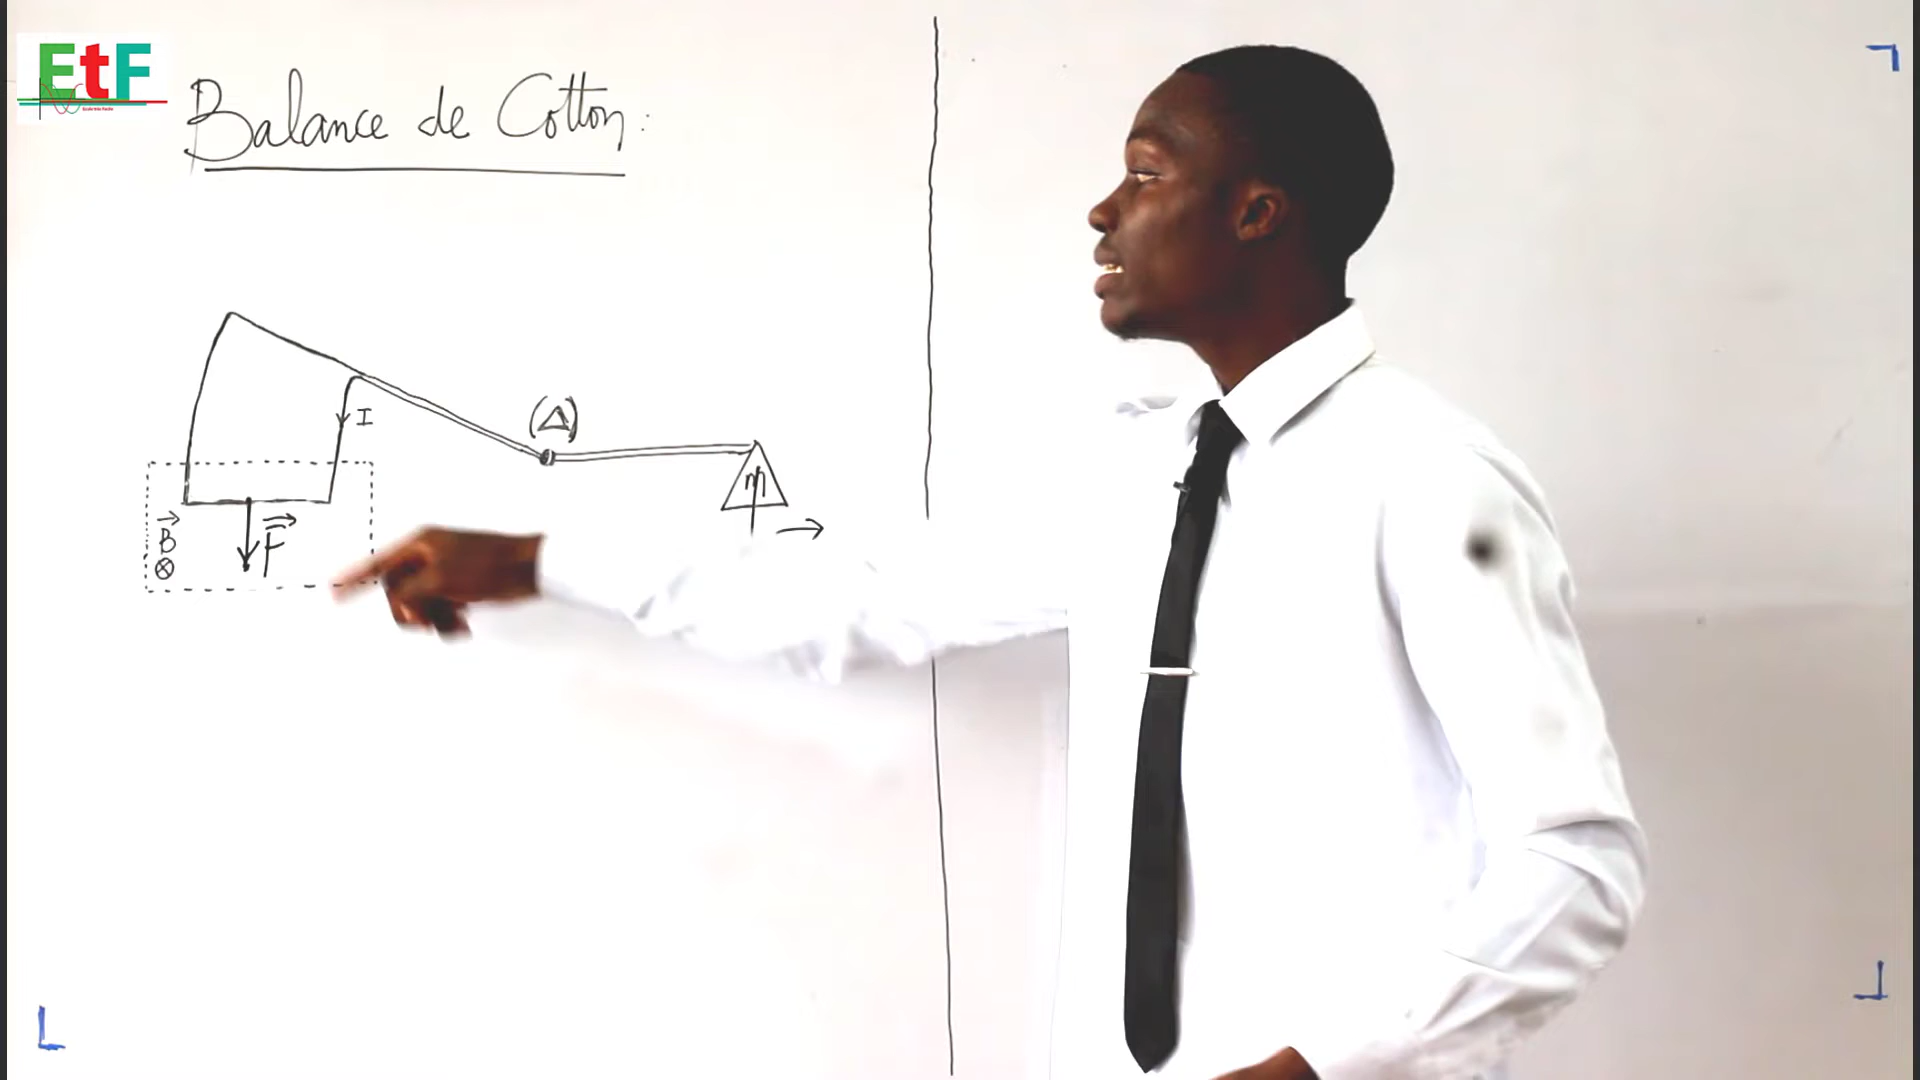 EtF
Balance de Cotton:
I
(Δ)
m
B
⊗
F